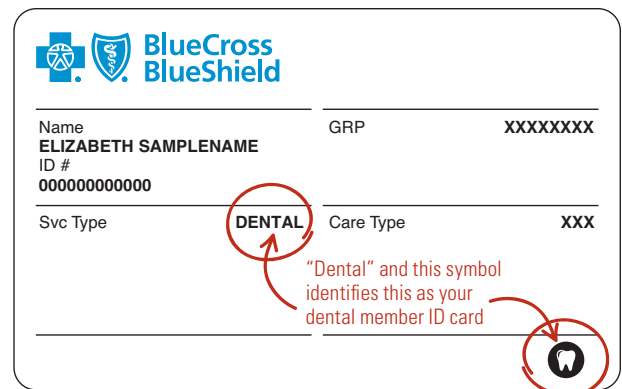 BlueCross
BlueShield
Name
ELIZABETH SAMPLENAME
ID #
000000000000
GRP XXXXXXXX
Svc Type DENTAL
Care Type XXX
“Dental” and this symbol
identifies this as your
dental member ID card